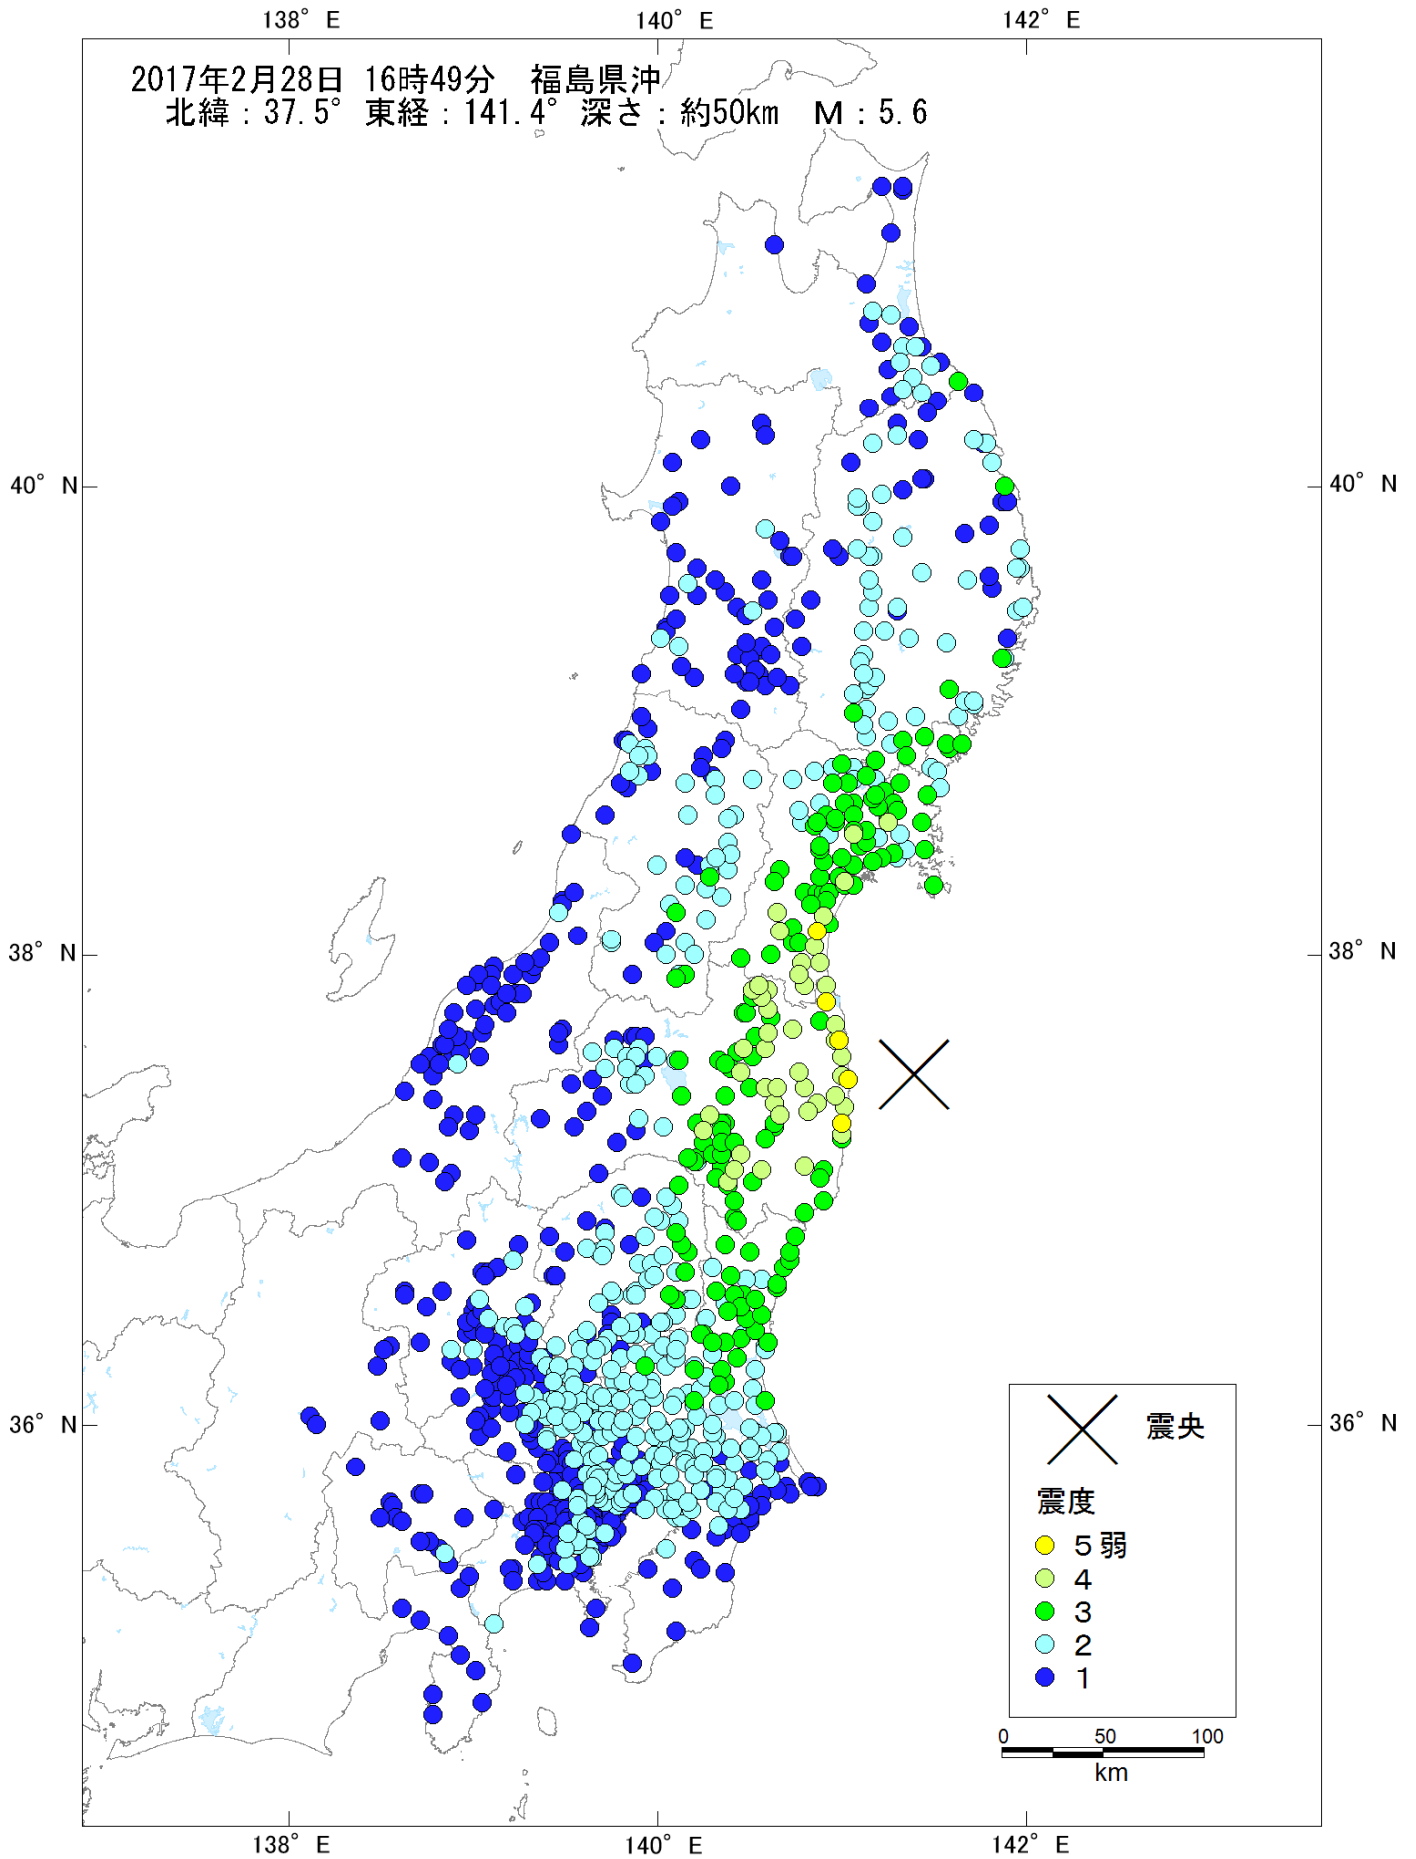 138° E 140° E 142° E
2017年2月28日 16時49分 福島県沖
北緯：37.5° 東経：141.4° 深さ：約50km M：5.6
40° N 40° N
38° N 38° N
36° N 36° N
震央
震度
５弱
４
３
２
１
0 50 100
km
138° E 140° E 142° E